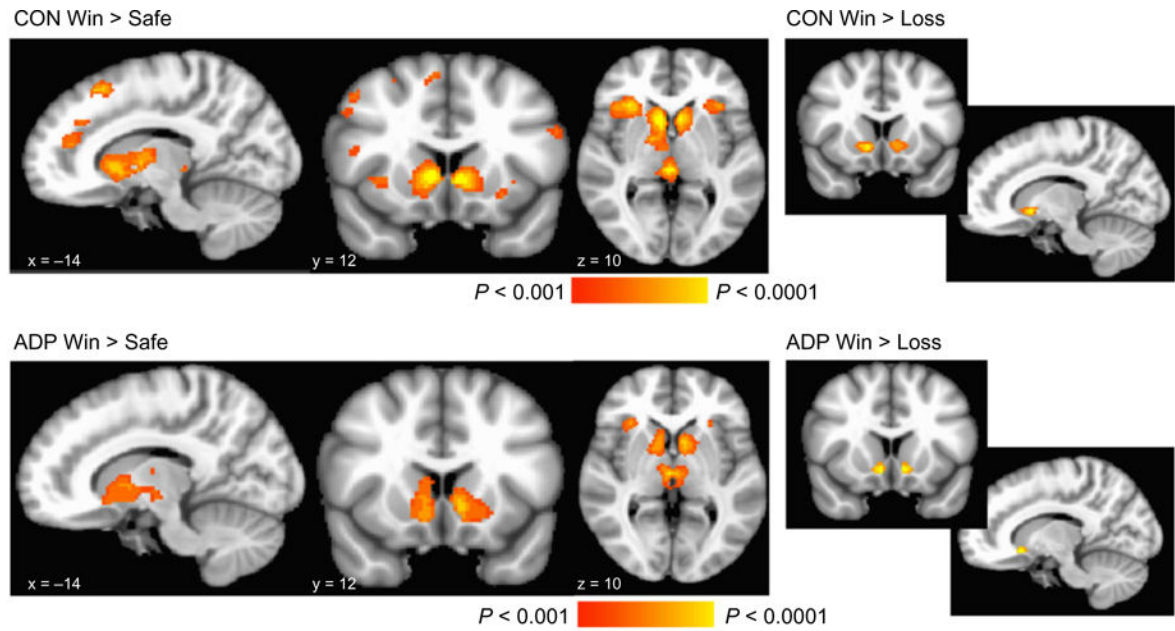 CON Win > Safe
CON Win > Loss
x = –14
y = 12
z = 10
P < 0.001
P < 0.0001
ADP Win > Safe
ADP Win > Loss
x = –14
y = 12
z = 10
P < 0.001
P < 0.0001